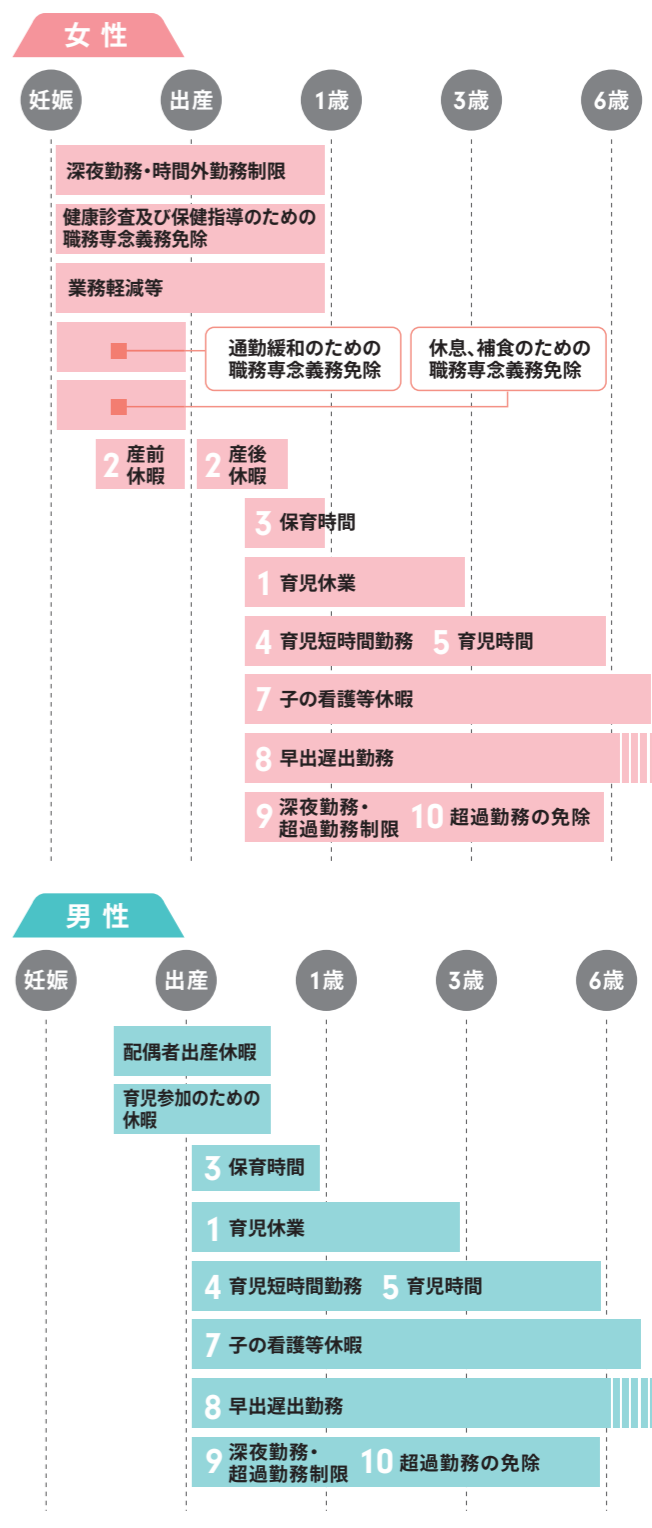 女性
妊娠
出産
1歳
3歳
6歳
深夜勤務・時間外勤務制限
健康診査及び保健指導のための
職務専念義務免除
業務軽減等
通勤緩和のための
職務専念義務免除
休息、補食のための
職務専念義務免除
2 産前
休暇
2 産後
休暇
3 保育時間
1 育児休業
4 育児短時間勤務 5 育児時間
7 子の看護等休暇
8 早出遅出勤務
9 深夜勤務・
超過勤務制限
10 超過勤務の免除
男性
妊娠
出産
1歳
3歳
6歳
配偶者出産休暇
育児参加のための
休暇
3 保育時間
1 育児休業
4 育児短時間勤務 5 育児時間
7 子の看護等休暇
8 早出遅出勤務
9 深夜勤務・
超過勤務制限
10 超過勤務の免除